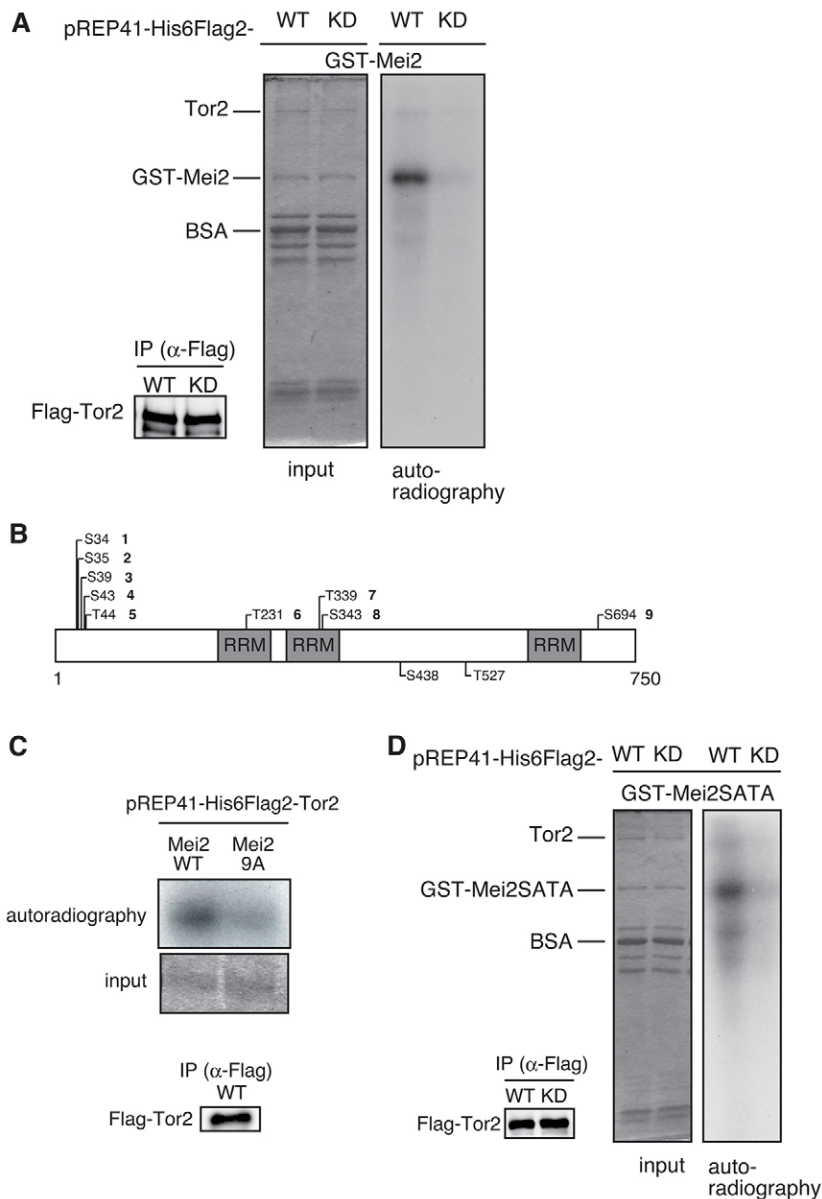 A
pREP41-His6Flag2- WT KD WT KD
GST-Mei2
Tor2
GST-Mei2
BSA
IP (α-Flag)
WT KD
Flag-Tor2
input auto-
radiography
B
S34 1
S35 2
S39 3
S43 4
T44 5
T231 6
T339 7
S343 8
S694 9
RRM RRM RRM
S438 T527
1 750
C
pREP41-His6Flag2-Tor2
Mei2 Mei2
WT 9A
autoradiography
input
IP (α-Flag)
WT
Flag-Tor2
D
pREP41-His6Flag2- WT KD WT KD
GST-Mei2SATA
Tor2
GST-Mei2SATA
BSA
IP (α-Flag)
WT KD
Flag-Tor2
input auto-
radiography